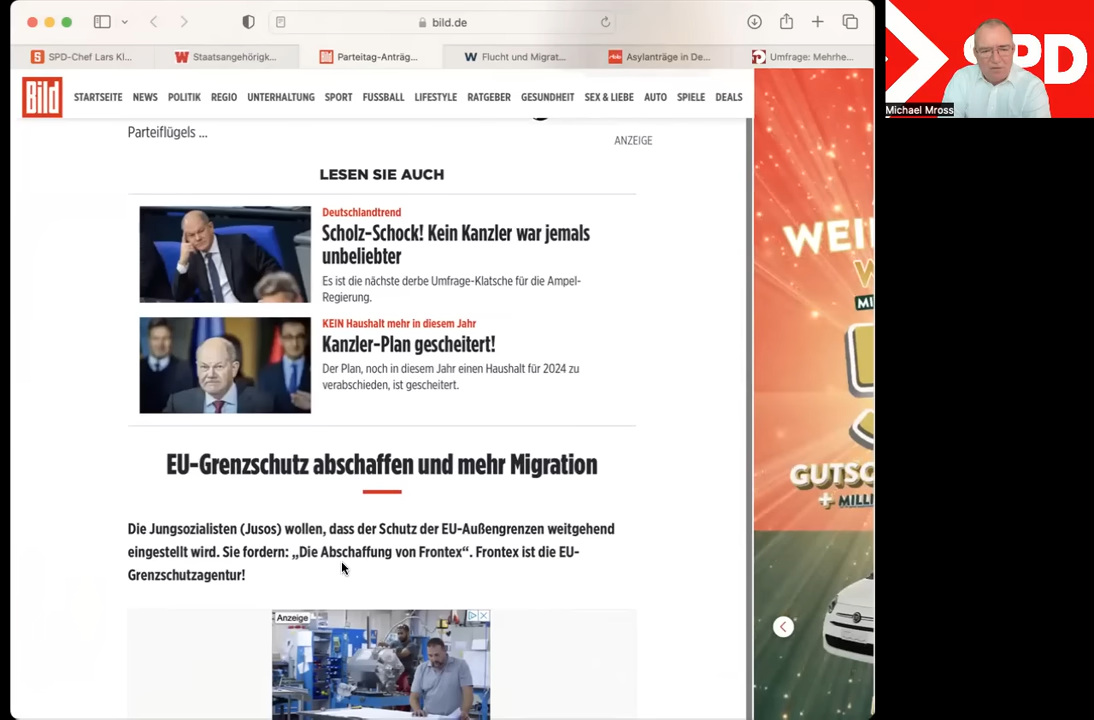 bild.de
SPD-Chef Lars Kl...
Staatsangehörigk...
Parteitag-Anträg...
Flucht und Migrat...
Asylanträge in De...
Umfrage: Mehrhe...
Bild
STARTSEITE NEWS POLITIK REGIO UNTERHALTUNG SPORT FUSSBALL LIFESTYLE RATGEBER GESUNDHEIT SEX & LIEBE AUTO SPIELE DEALS
SPD
Michael Mross
Parteiflügels ...
ANZEIGE
LESEN SIE AUCH
Deutschlandtrend
Scholz-Schock! Kein Kanzler war jemals
unbeliebter
Es ist die nächste derbe Umfrage-Klatsche für die Ampel-
Regierung.
KEIN Haushalt mehr in diesem Jahr
Kanzler-Plan gescheitert!
Der Plan, noch in diesem Jahr einen Haushalt für 2024 zu
verabschieden, ist gescheitert.
EU-Grenzschutz abschaffen und mehr Migration
Die Jungsozialisten (Jusos) wollen, dass der Schutz der EU-Außengrenzen weitgehend
eingestellt wird. Sie fordern: „Die Abschaffung von Frontex“. Frontex ist die EU-
Grenzschutzagentur!
Anzeige
WEI
W
MI
GUTSC
+ MILLI